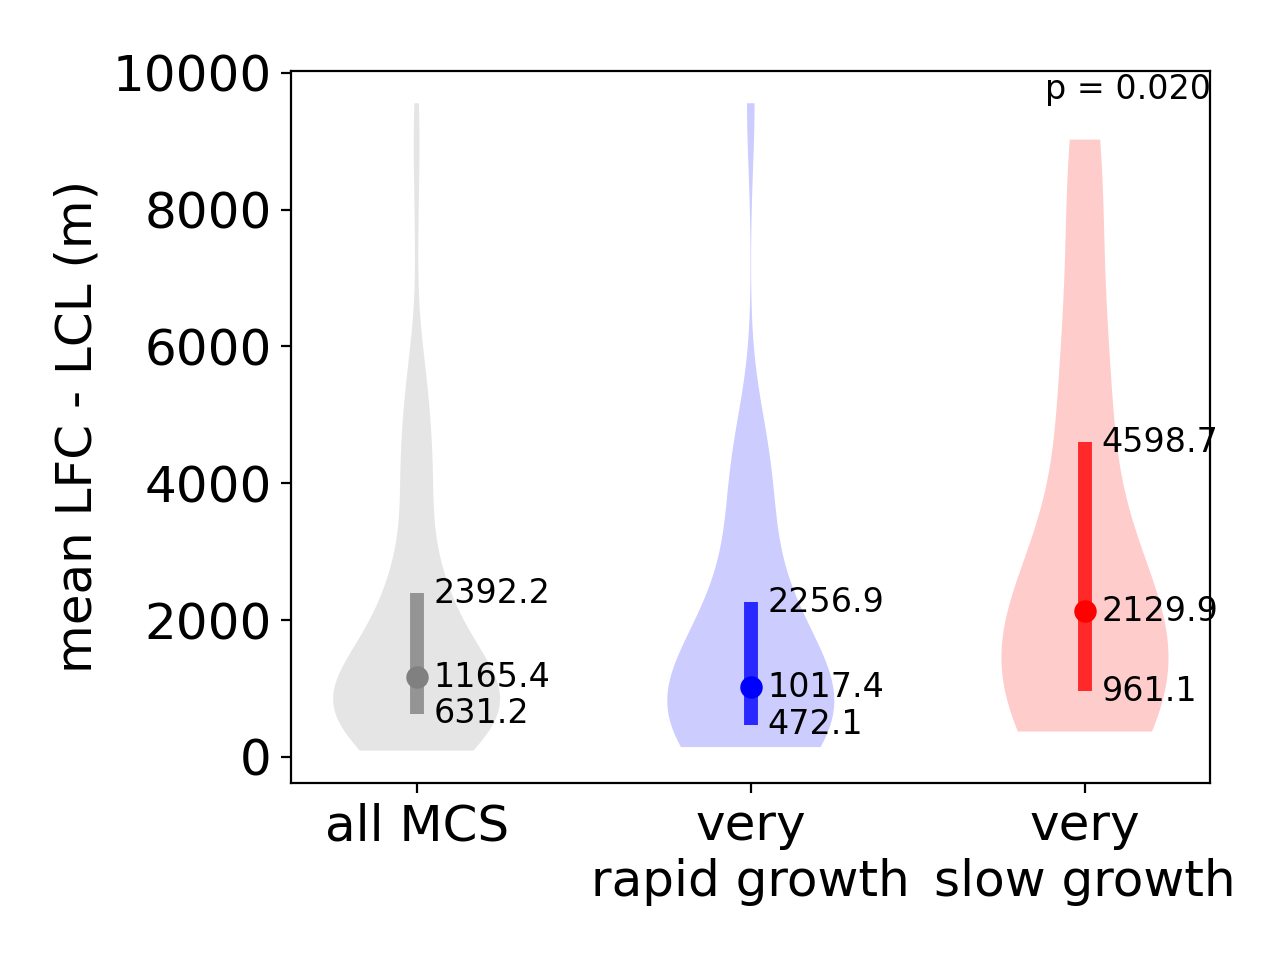 10000
8000
6000
4000
2000
0
mean LFC - LCL (m)
p = 0.020
2392.2
1165.4
631.2
2256.9
1017.4
472.1
4598.7
2129.9
961.1
all MCS
very
rapid growth
very
slow growth